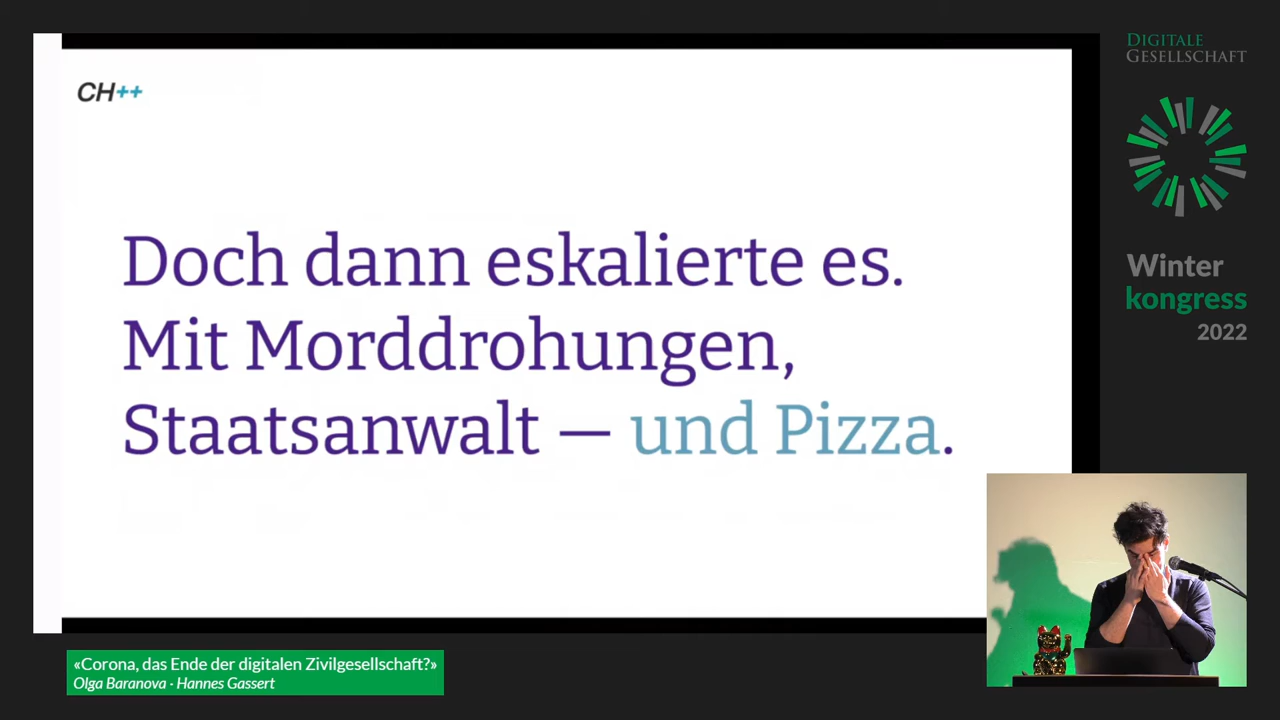 CH++
Doch dann eskalierte es.
Mit Morddrohungen,
Staatsanwalt — und Pizza.
DIGITALE
GESELLSCHAFT
Winter
kongress
2022
«Corona, das Ende der digitalen Zivilgesellschaft?»
Olga Baranova · Hannes Gassert